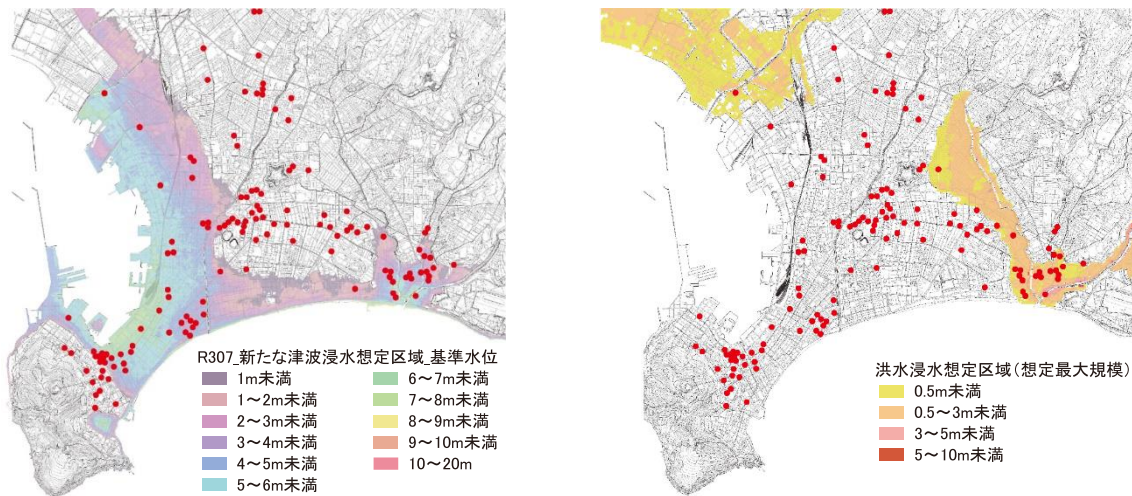 R307_新たな津波浸水想定区域_基準水位
1m未満
1～2m未満
2～3m未満
3～4m未満
4～5m未満
5～6m未満
6～7m未満
7～8m未満
8～9m未満
9～10m未満
10～20m
洪水浸水想定区域（想定最大規模）
0.5m未満
0.5～3m未満
3～5m未満
5～10m未満